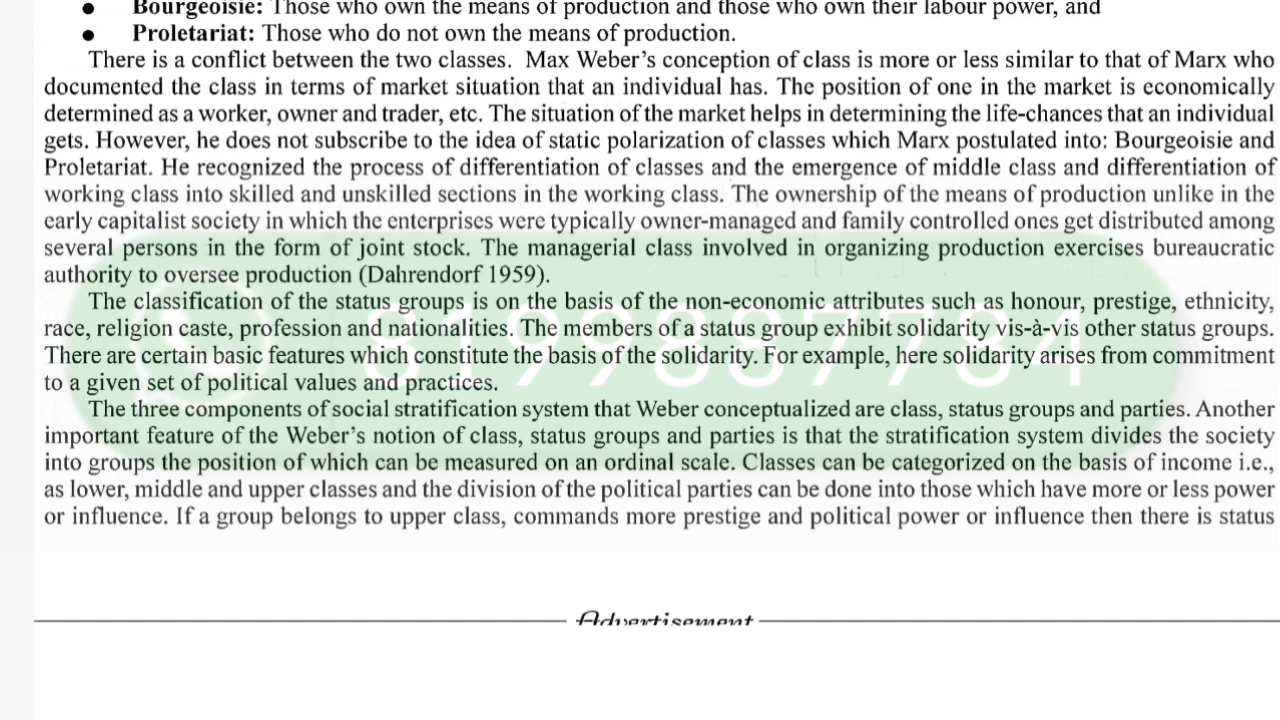 ● Bourgeoisie: Those who own the means of production and those who own their labour power, and
● Proletariat: Those who do not own the means of production.
There is a conflict between the two classes. Max Weber’s conception of class is more or less similar to that of Marx who
documented the class in terms of market situation that an individual has. The position of one in the market is economically
determined as a worker, owner and trader, etc. The situation of the market helps in determining the life-chances that an individual
gets. However, he does not subscribe to the idea of static polarization of classes which Marx postulated into: Bourgeoisie and
Proletariat. He recognized the process of differentiation of classes and the emergence of middle class and differentiation of
working class into skilled and unskilled sections in the working class. The ownership of the means of production unlike in the
early capitalist society in which the enterprises were typically owner-managed and family controlled ones get distributed among
several persons in the form of joint stock. The managerial class involved in organizing production exercises bureaucratic
authority to oversee production (Dahrendorf 1959).
The classification of the status groups is on the basis of the non-economic attributes such as honour, prestige, ethnicity,
race, religion caste, profession and nationalities. The members of a status group exhibit solidarity vis-à-vis other status groups.
There are certain basic features which constitute the basis of the solidarity. For example, here solidarity arises from commitment
to a given set of political values and practices.
The three components of social stratification system that Weber conceptualized are class, status groups and parties. Another
important feature of the Weber’s notion of class, status groups and parties is that the stratification system divides the society
into groups the position of which can be measured on an ordinal scale. Classes can be categorized on the basis of income i.e.,
as lower, middle and upper classes and the division of the political parties can be done into those which have more or less power
or influence. If a group belongs to upper class, commands more prestige and political power or influence then there is status
8199887784
Advertisement